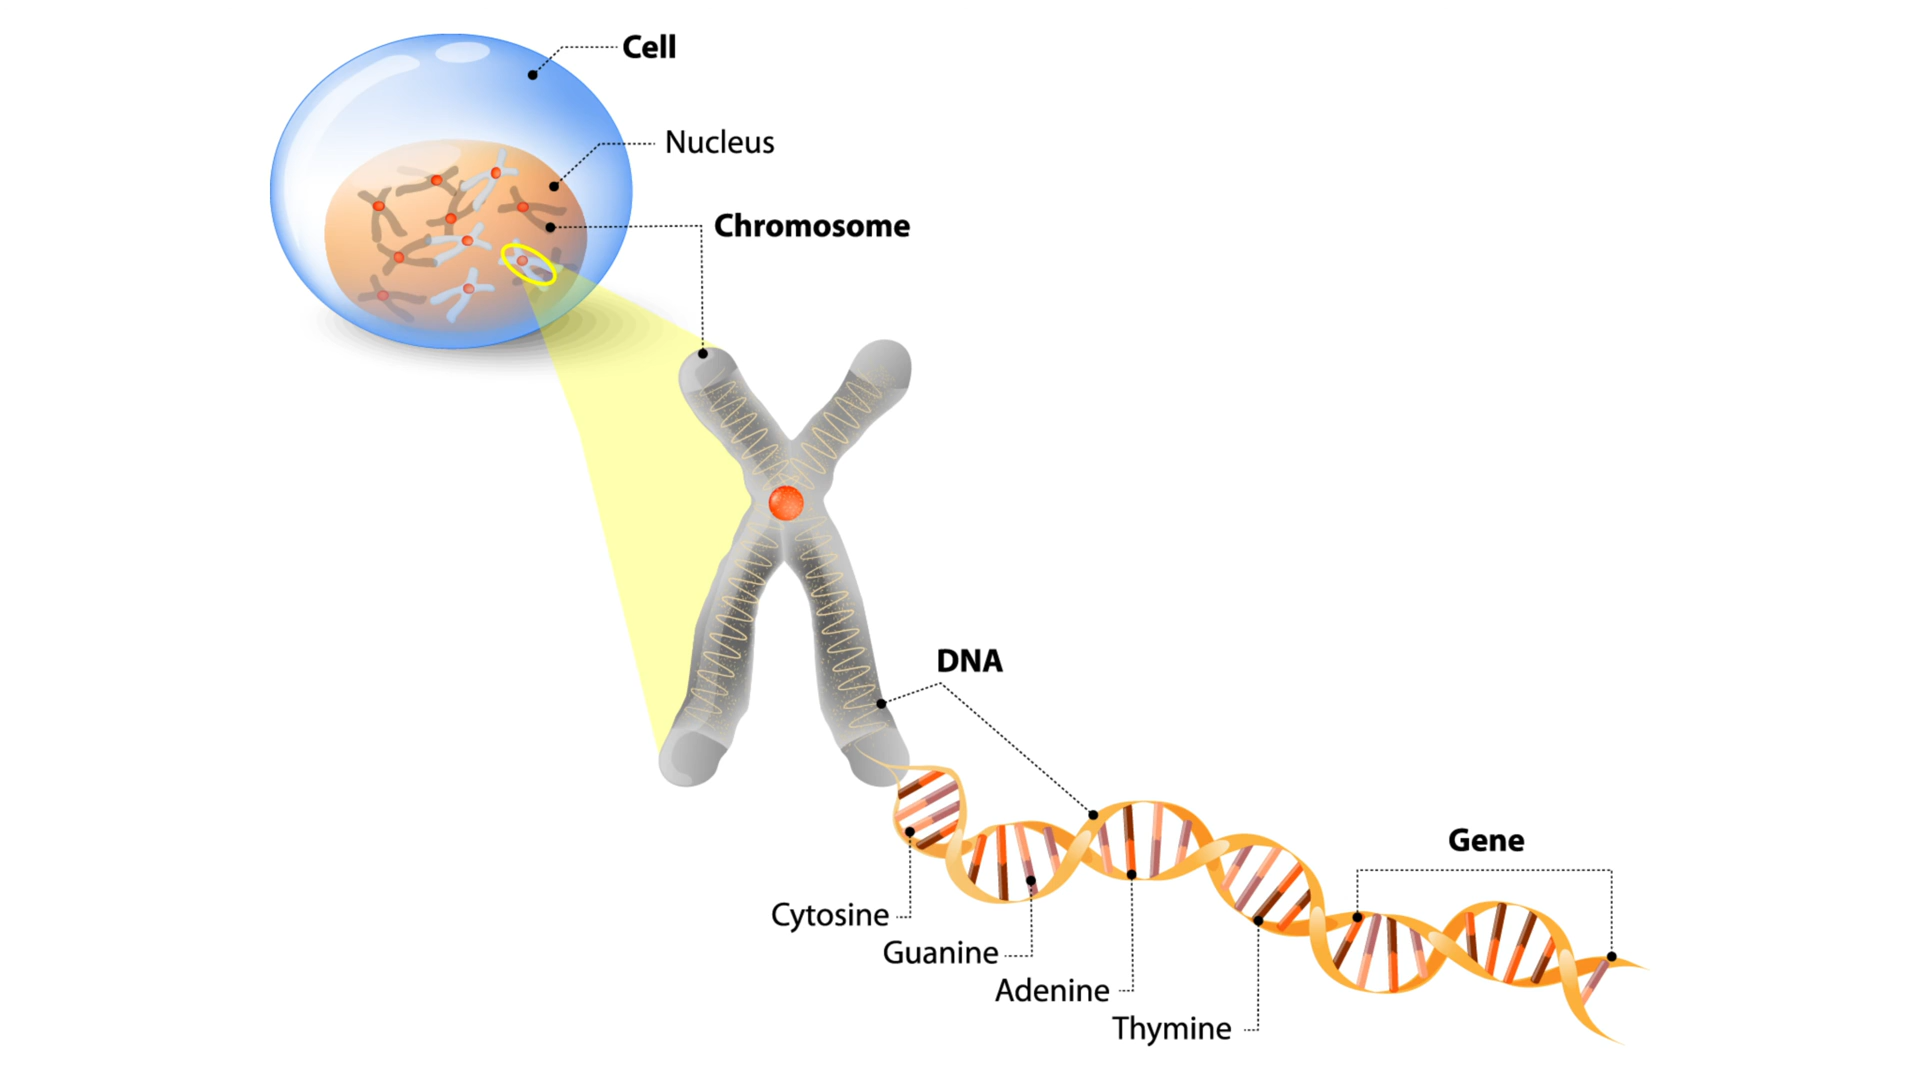 Cell
Nucleus
Chromosome
DNA
Gene
Cytosine
Guanine
Adenine
Thymine